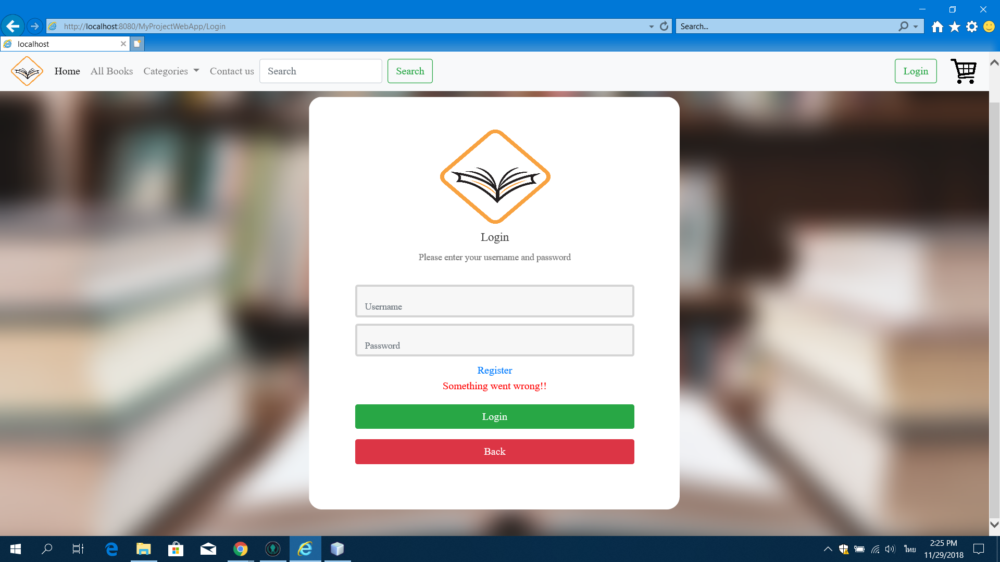 http://localhost:8080/MyProjectWebApp/Login
Search...
localhost
Home
All Books
Categories
Contact us
Search
Search
Login
Login
Please enter your username and password
Username
Password
Register
Something went wrong!!
Login
Back
ไทย
2:25 PM
11/29/2018